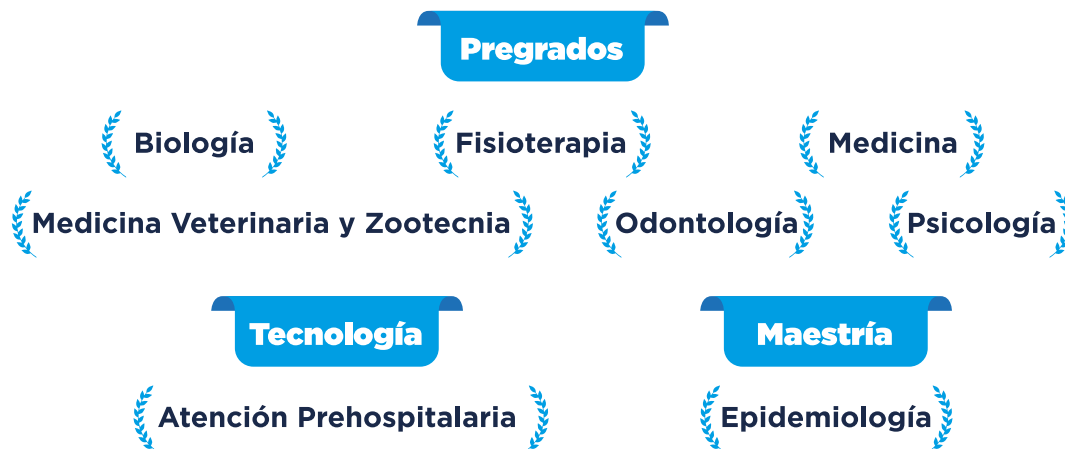 Pregrados
Biología
Fisioterapia
Medicina
Medicina Veterinaria y Zootecnia
Odontología
Psicología
Tecnología
Maestría
Atención Prehospitalaria
Epidemiología